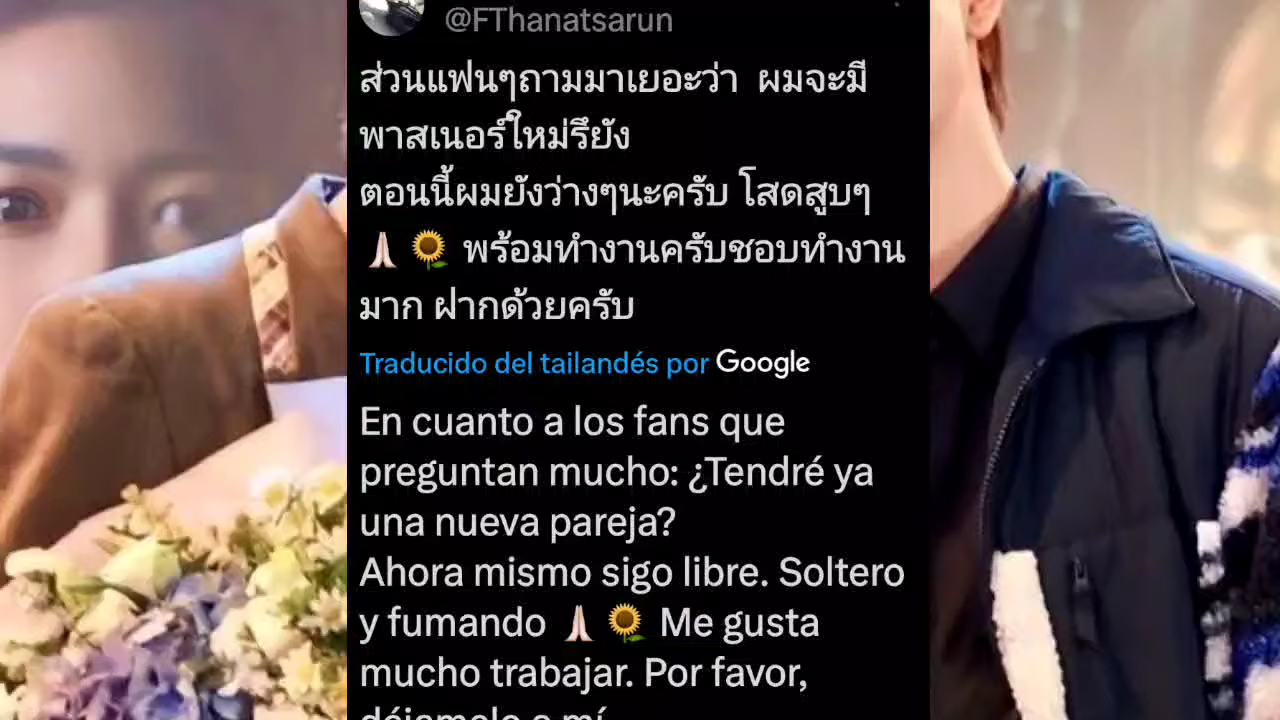 @FThanatsarun
ส่วนแฟนๆถามมาเยอะว่า ผมจะมี
พาสเนอร์ใหม่รึยัง
ตอนนี้ผมยังว่างๆนะครับ โสดสูบๆ
🙏🏻🌻 พร้อมทำงานครับชอบทำงาน
มาก ฝากด้วยครับ
Traducido del tailandés por Google
En cuanto a los fans que
preguntan mucho: ¿Tendré ya
una nueva pareja?
Ahora mismo sigo libre. Soltero
y fumando 🙏🏻🌻 Me gusta
mucho trabajar. Por favor,
déjamelo a mí